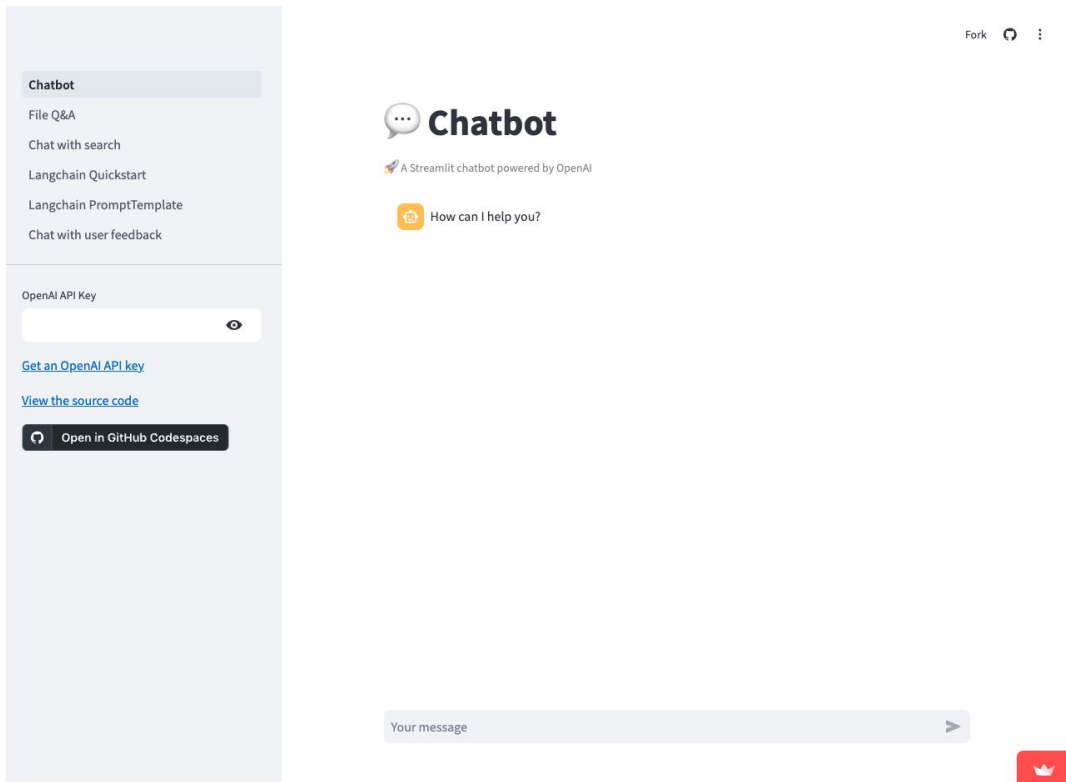 Fork
Chatbot
File Q&A
Chat with search
Langchain Quickstart
Langchain PromptTemplate
Chat with user feedback
OpenAI API Key
Get an OpenAI API key
View the source code
Open in GitHub Codespaces
Chatbot
A Streamlit chatbot powered by OpenAI
How can I help you?
Your message